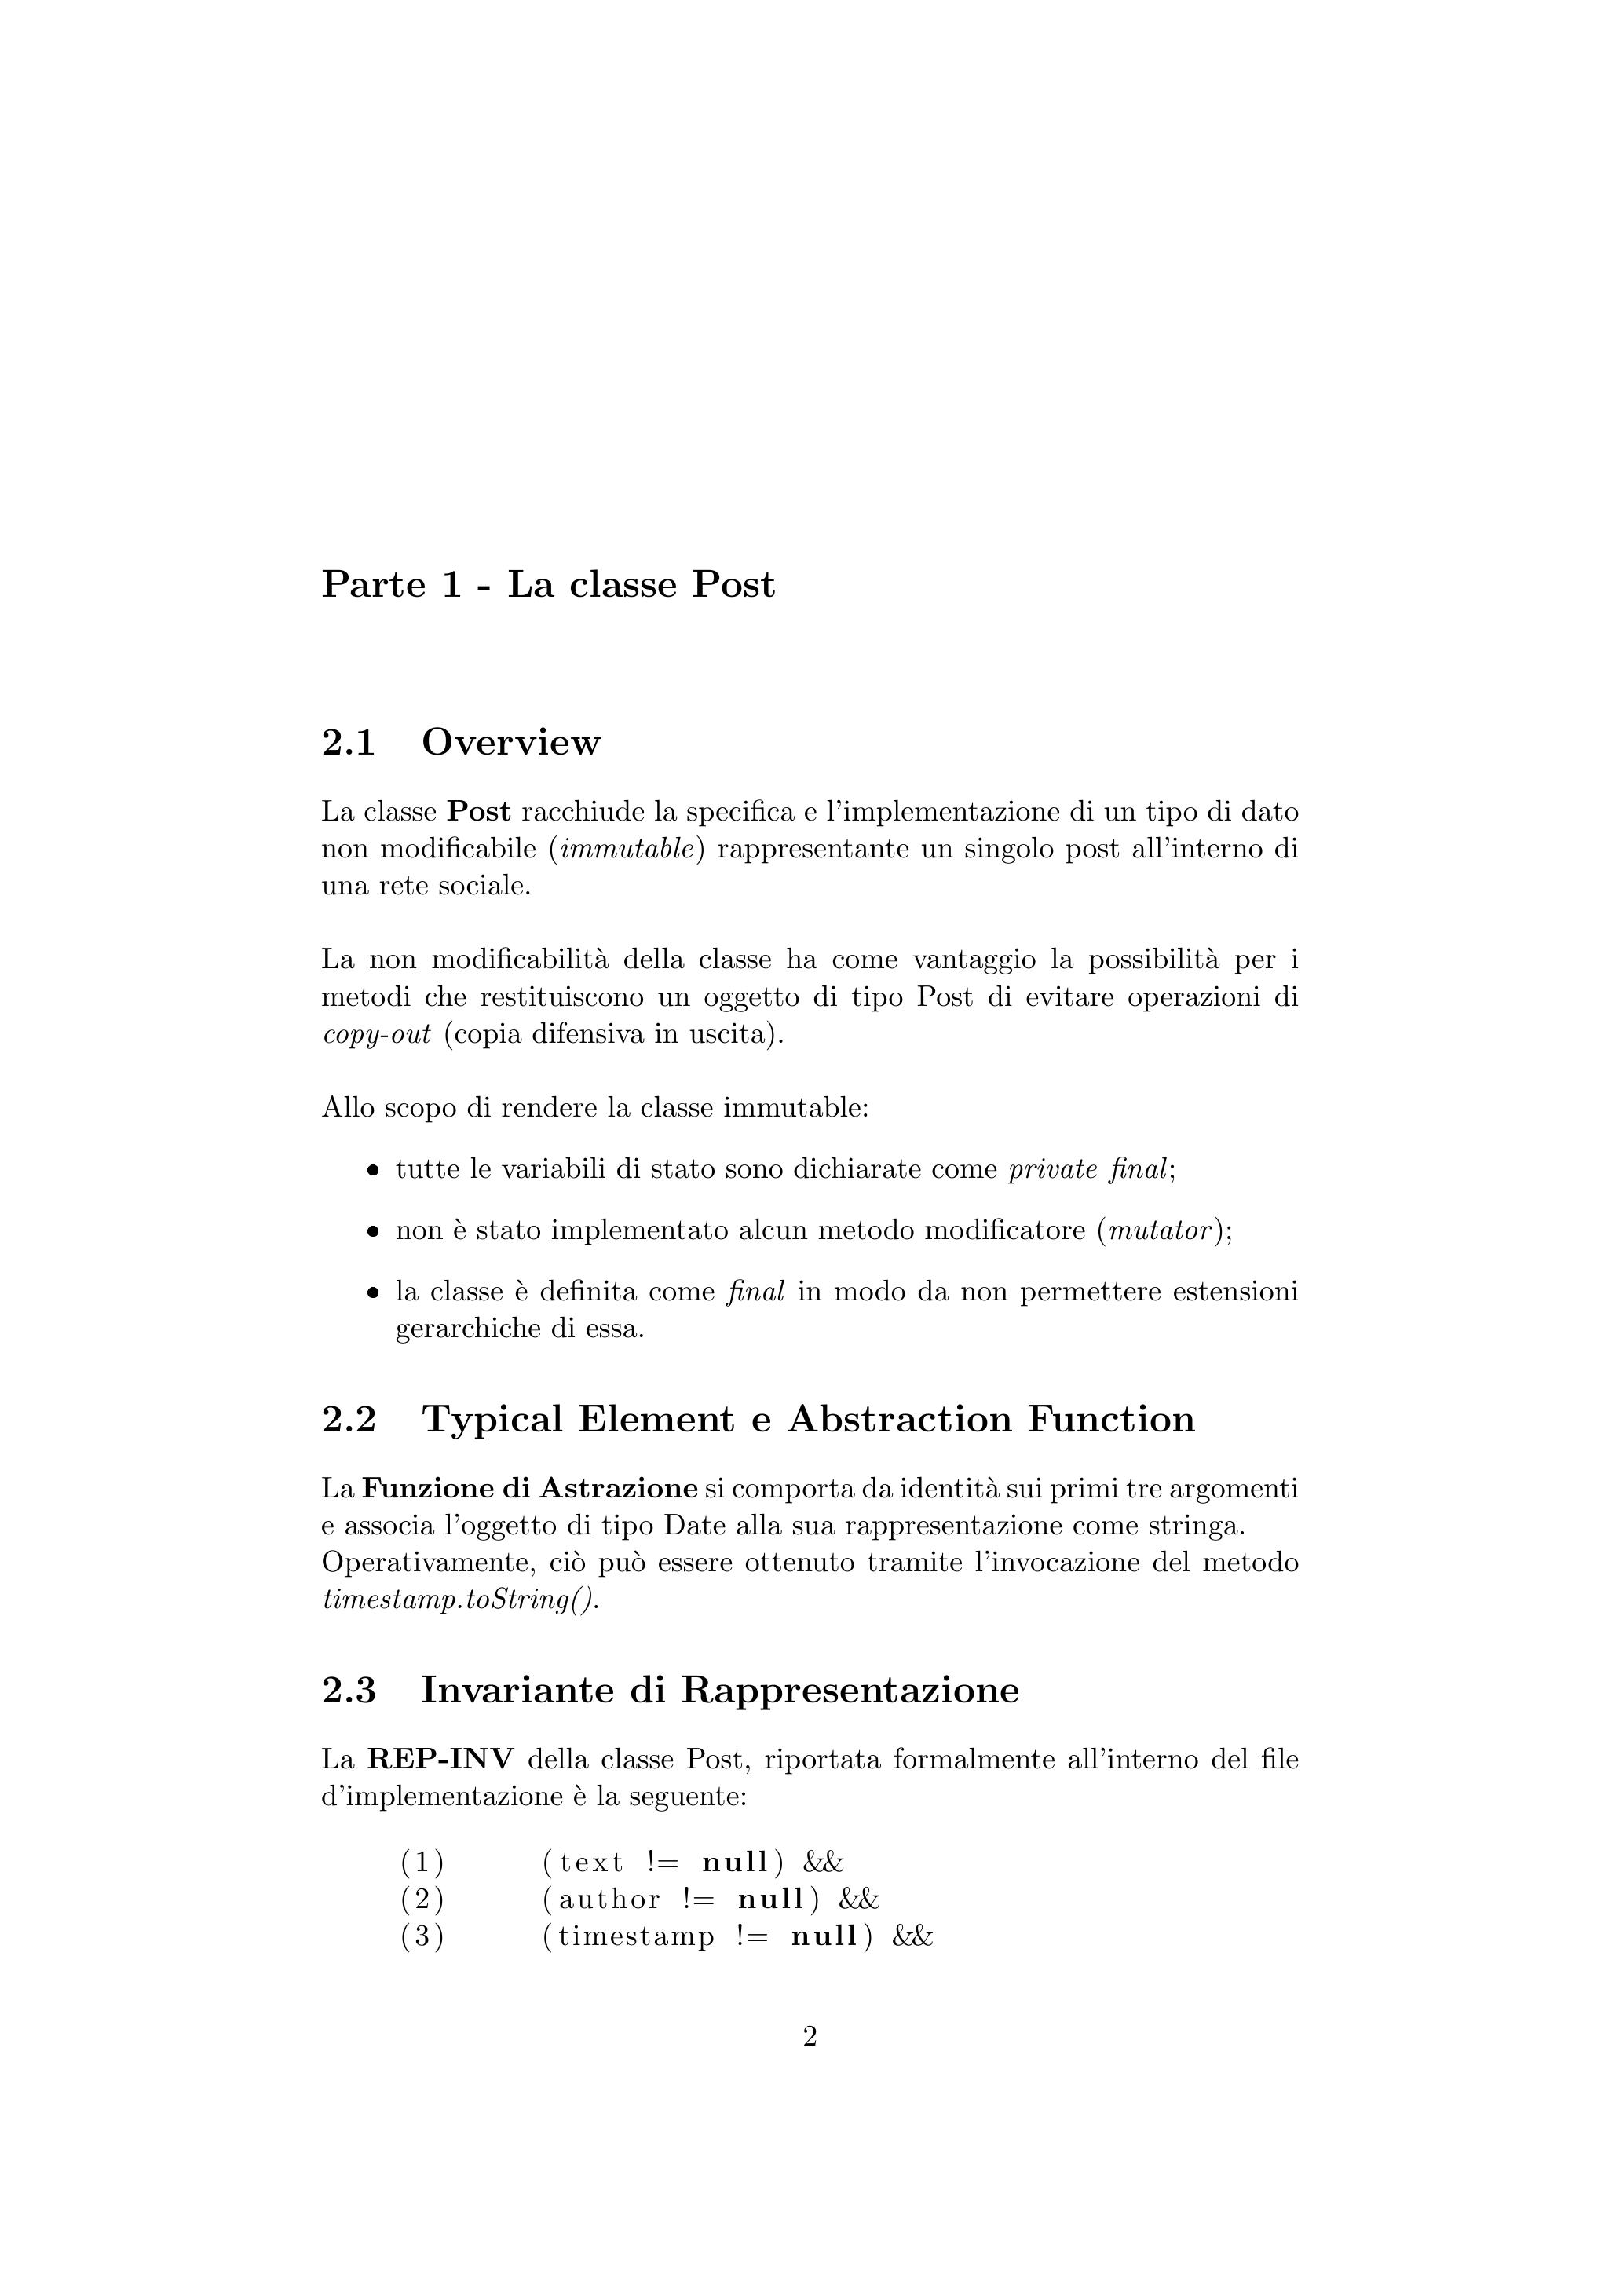 Parte 1 - La classe Post
2.1 Overview
La classe Post racchiude la specifica e l'implementazione di un tipo di dato
non modificabile (immutable) rappresentante un singolo post all'interno di
una rete sociale.
La non modificabilità della classe ha come vantaggio la possibilità per i
metodi che restituiscono un oggetto di tipo Post di evitare operazioni di
copy-out (copia difensiva in uscita).
Allo scopo di rendere la classe immutable:
• tutte le variabili di stato sono dichiarate come private final;
• non è stato implementato alcun metodo modificatore (mutator);
• la classe è definita come final in modo da non permettere estensioni
gerarchiche di essa.
2.2 Typical Element e Abstraction Function
La Funzione di Astrazione si comporta da identità sui primi tre argomenti
e associa l'oggetto di tipo Date alla sua rappresentazione come stringa.
Operativamente, ciò può essere ottenuto tramite l'invocazione del metodo
timestamp.toString().
2.3 Invariante di Rappresentazione
La REP-INV della classe Post, riportata formalmente all'interno del file
d'implementazione è la seguente:
(1) (text != null) &&
(2) (author != null) &&
(3) (timestamp != null) &&
2